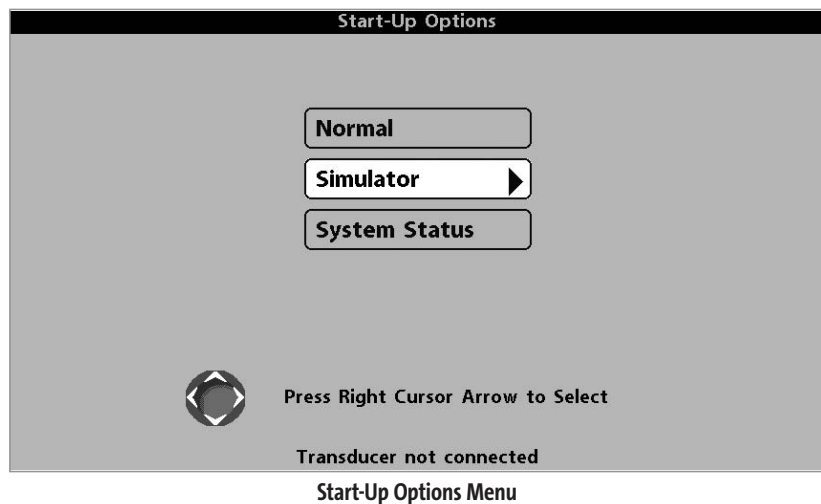 Start-Up Options
Normal
Simulator
System Status
Press Right Cursor Arrow to Select
Transducer not connected
Start-Up Options Menu